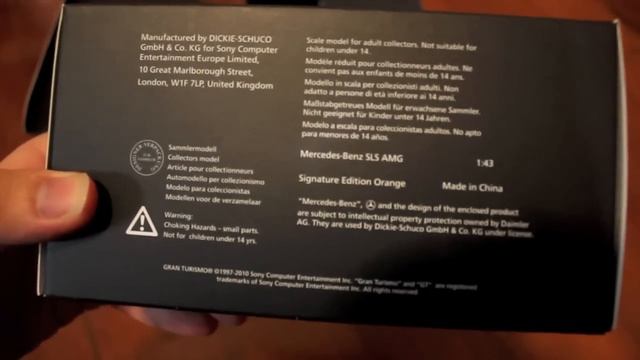 Manufactured by DICKIE-SCHUCO
GmbH & Co. KG for Sony Computer
Entertainment Europe Limited,
10 Great Marlborough Street,
London, W1F 7LP, United Kingdom
Scale model for adult collectors. Not suitable for
children under 14.
Modèle réduit pour collectionneurs adultes. Ne
convient pas aux enfants de moins de 14 ans.
Modello in scala per collezionisti adulti. Non
adatto a persone di età inferiore ai 14 anni.
Maßstabgetreues Modell für erwachsene Sammler.
Nicht geeignet für Kinder unter 14 Jahren.
Modelo a escala para coleccionistas adultos. No apto
para menores de 14 años.
Sammlermodell
Collectors model
Article pour collectionneurs
Automodello per collezionismo
Modelo para coleccionistas
Modellen voor de verzamelaar
Mercedes-Benz SLS AMG 1:43
Signature Edition Orange Made in China
Warning:
Choking Hazards - small parts.
Not for children under 14 yrs.
"Mercedes-Benz", and the design of the enclosed product
are subject to intellectual property protection owned by Daimler
AG. They are used by Dickie-Schuco GmbH & Co. KG under license.
GRAN TURISMO® ©1997-2010 Sony Computer Entertainment Inc. "Gran Turismo" and "GT" are registered
trademarks of Sony Computer Entertainment Inc. All rights reserved.